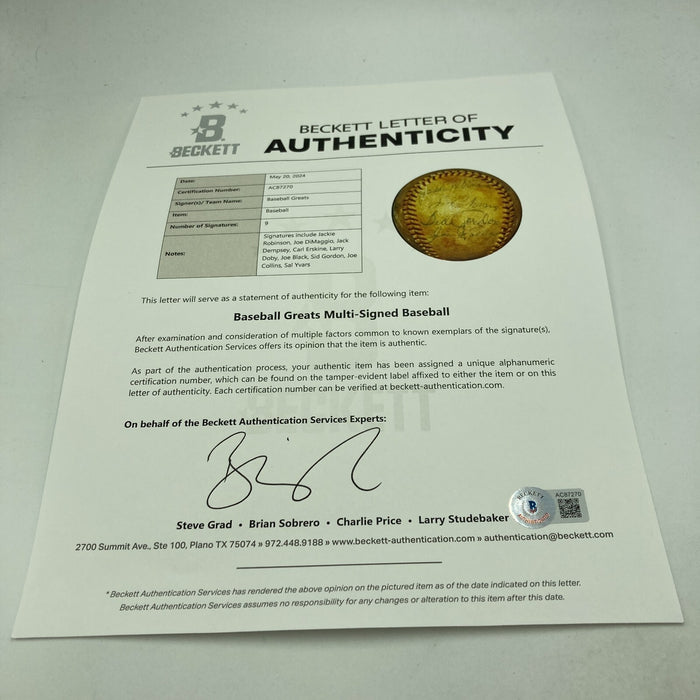 B
BECKETT
BECKETT LETTER OF
AUTHENTICITY
Date: May 20, 2024
Certification Number: AC87270
Signer(s)/ Team Name: Baseball Greats
Item: Baseball
Number of Signatures: 9
Notes: Signatures include Jackie
Robinson, Joe DiMaggio, Jack
Dempsey, Carl Erskine, Larry
Doby, Joe Black, Sid Gordon, Joe
Collins, Sal Yvars
This letter will serve as a statement of authenticity for the following item:
Baseball Greats Multi-Signed Baseball
After examination and consideration of multiple factors common to known exemplars of the signature(s),
Beckett Authentication Services offers its opinion that the item is authentic.
As part of the authentication process, your authentic item has been assigned a unique alphanumeric
certification number, which can be found on the tamper-evident label affixed to either the item or on this
letter of authenticity. Each certification number can be verified at beckett-authentication.com.
On behalf of the Beckett Authentication Services Experts:
Steve Grad • Brian Sobrero • Charlie Price • Larry Studebaker
BECKETT
B
AC87270
2700 Summit Ave., Ste 100, Plano TX 75074 » 972.448.9188 » www.beckett-authentication.com » authentication@beckett.com
*Beckett Authentication Services has rendered the above opinion on the pictured item as of the date indicated on this letter.
Beckett Authentication Services assumes no responsibility for any changes or alteration to this item after this date.